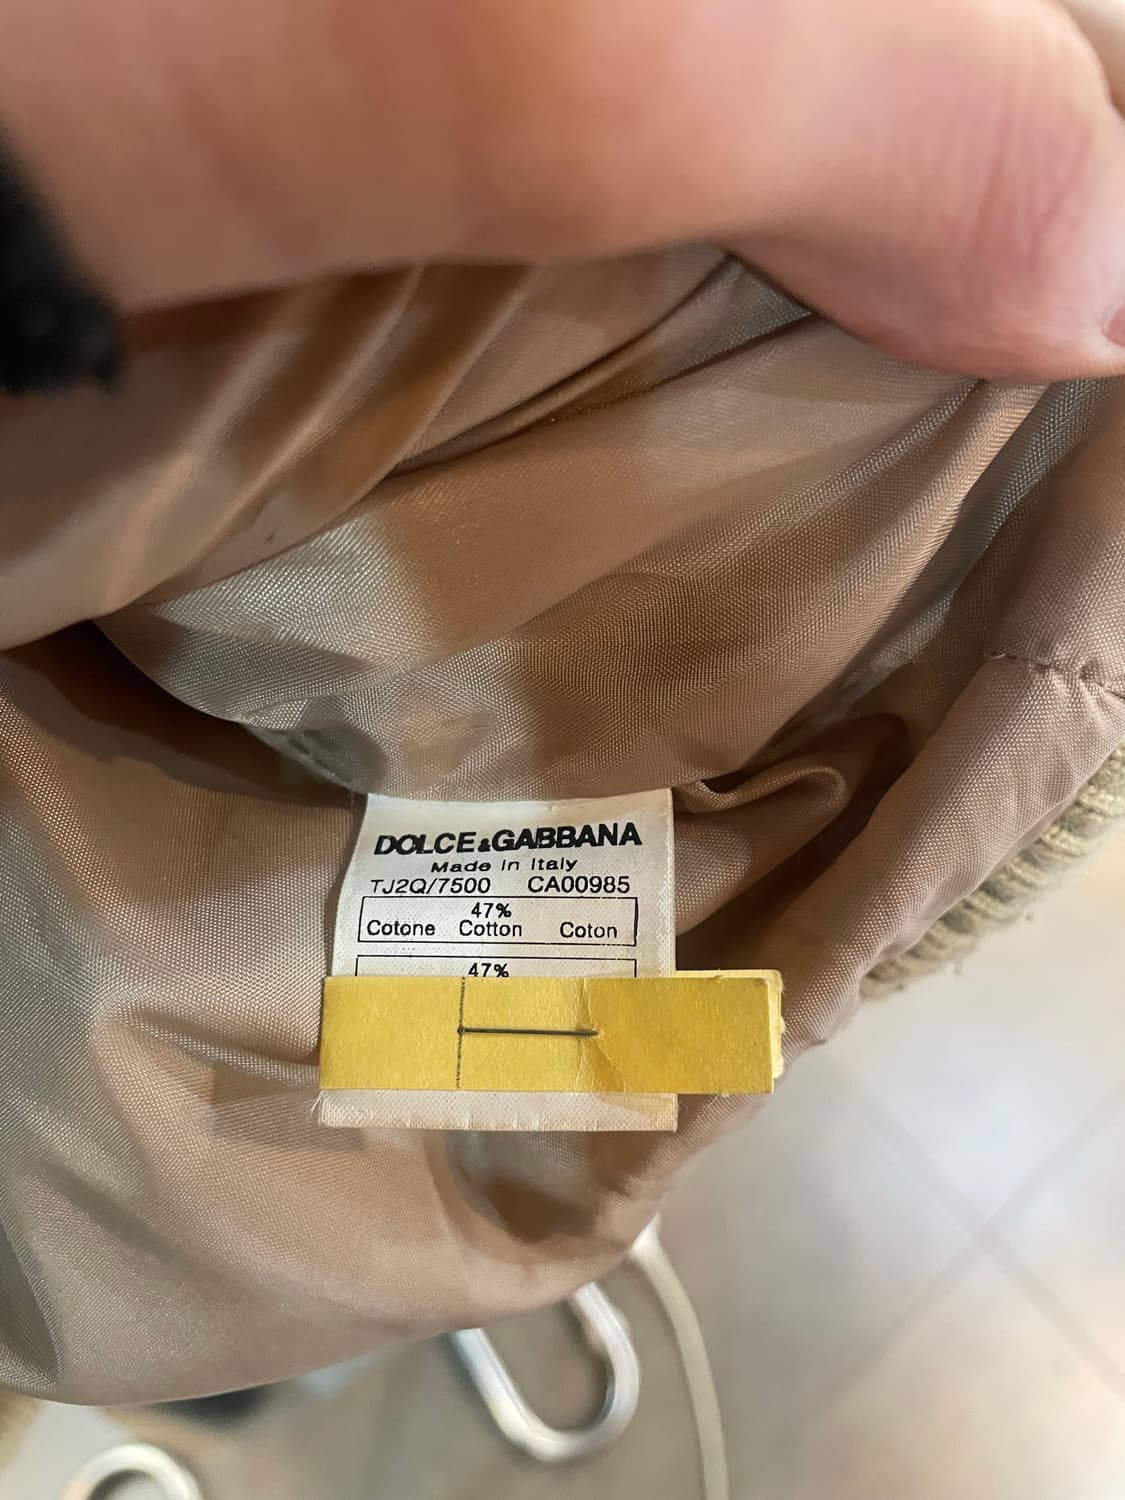 DOLCE&GABBANA
Made in Italy
TJ2Q/7500 CA00985
47%
Cotone Cotton Coton
47%